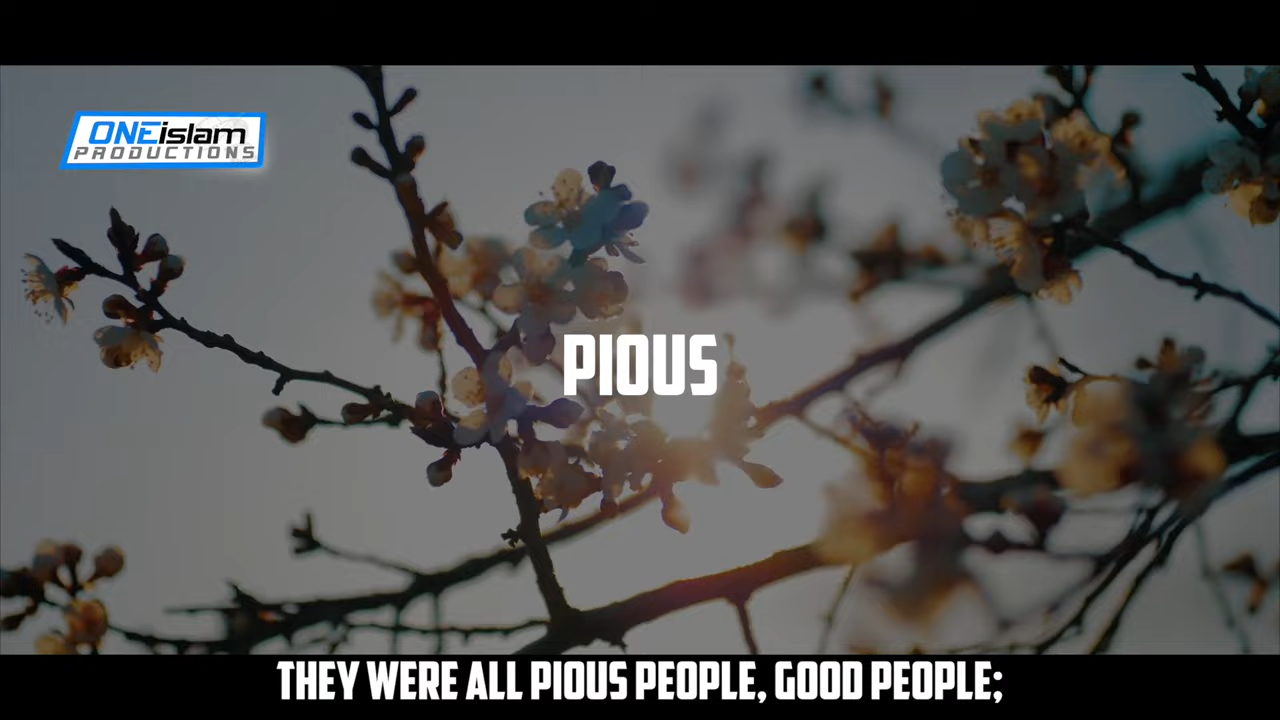 ONEislam
PRODUCTIONS
PIOUS
THEY WERE ALL PIOUS PEOPLE, GOOD PEOPLE;